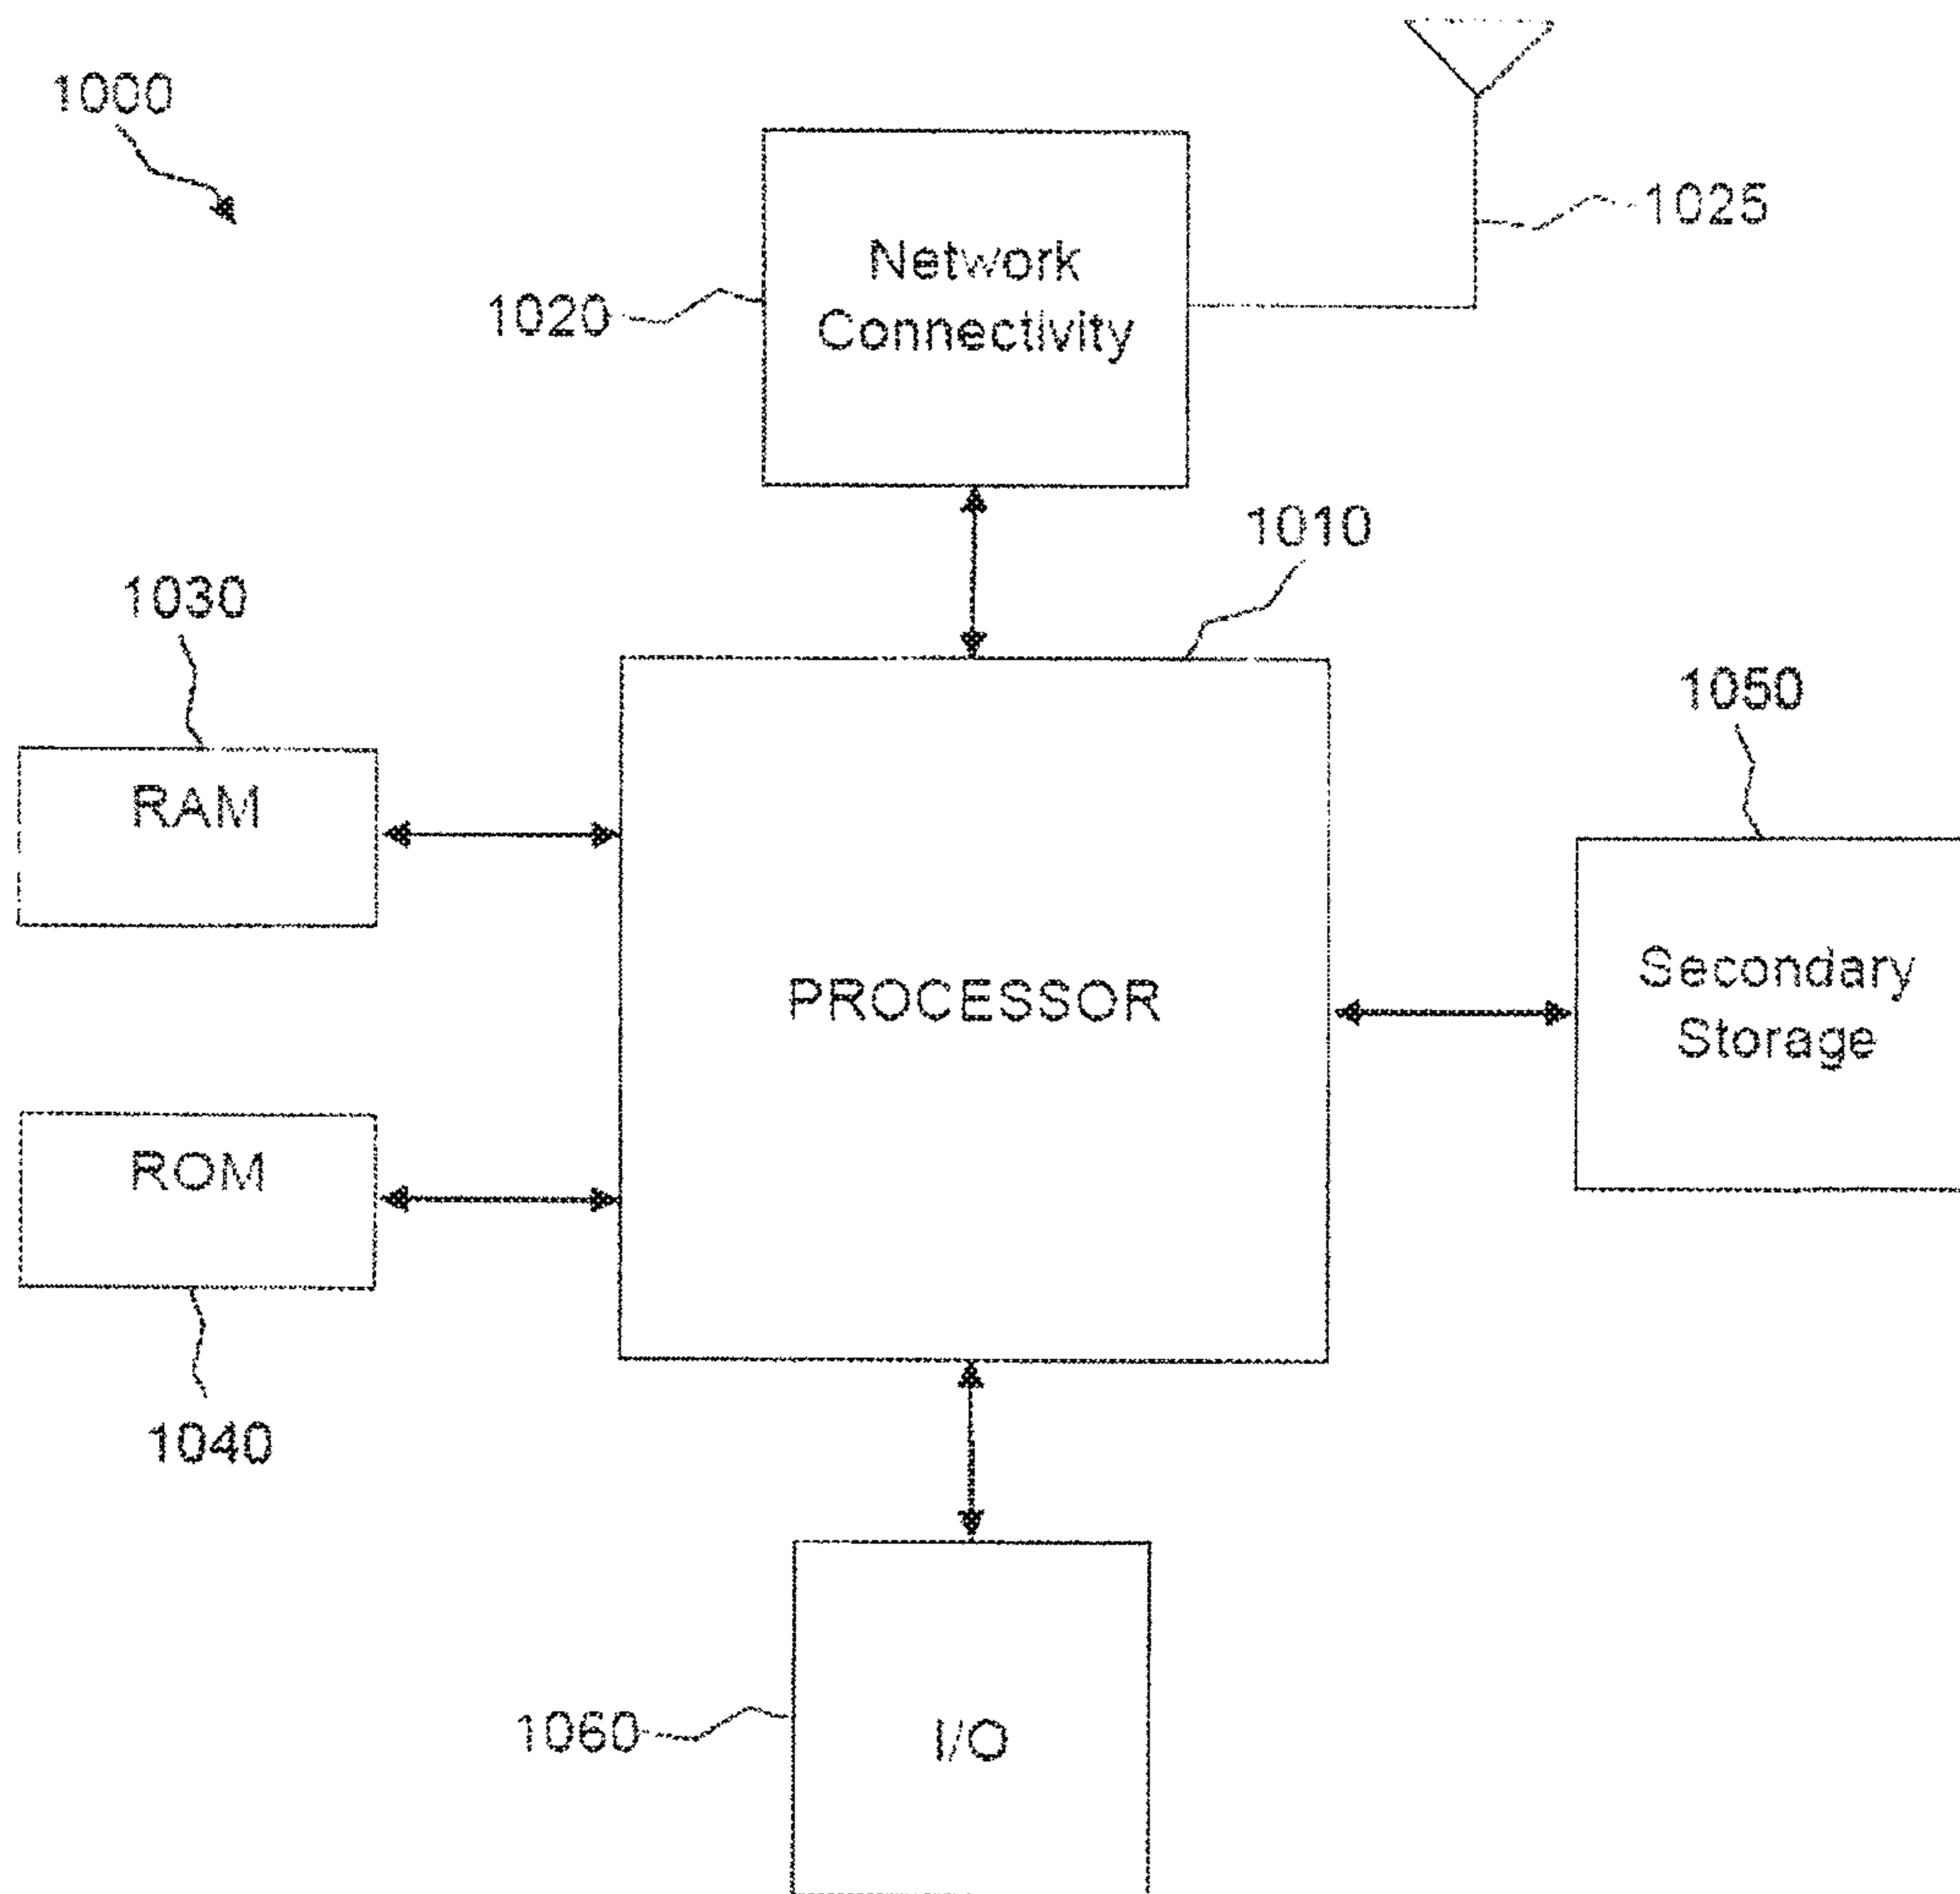 1000
Network
Connectivity
1025
1020
1010
1030
1050
RAM
PROCESSOR
Secondary
Storage
ROM
1040
1060
I/O